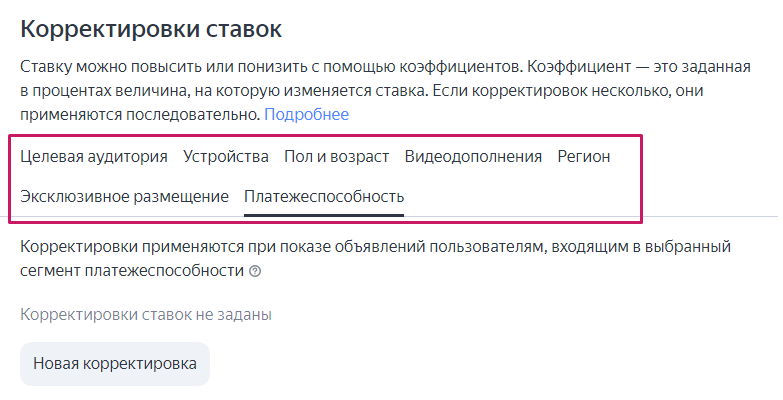 Корректировки ставок
Ставку можно повысить или понизить с помощью коэффициентов. Коэффициент — это заданная
в процентах величина, на которую изменяется ставка. Если корректировок несколько, они
применяются последовательно. Подробнее
Целевая аудитория Устройства Пол и возраст Видеодополнения Регион
Эксклюзивное размещение Платежеспособность
Корректировки применяются при показе объявлений пользователям, входящим в выбранный
сегмент платежеспособности ?
Корректировки ставок не заданы
Новая корректировка